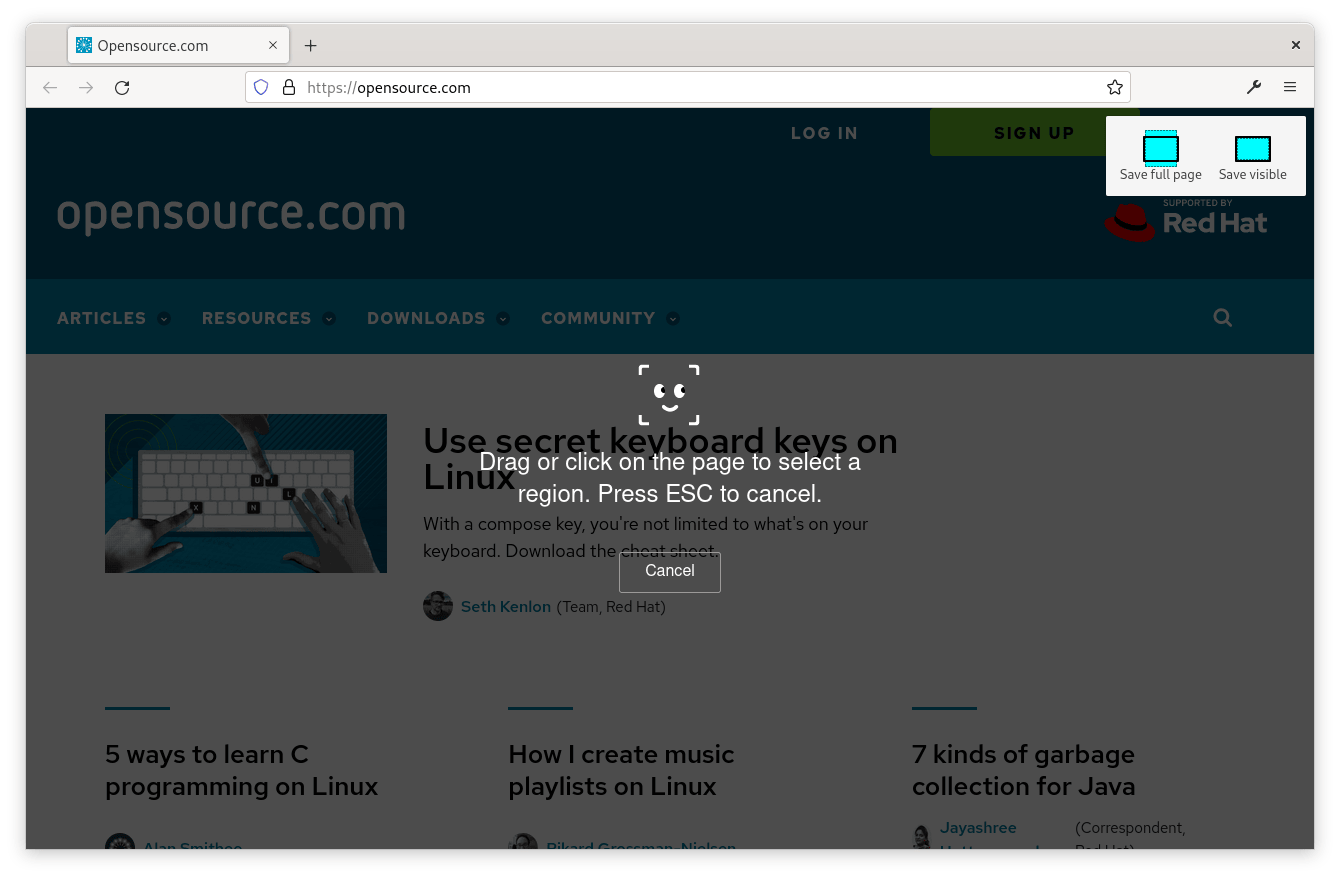 Opensource.com
https://opensource.com
LOG IN
SIGN UP
Save full page
Save visible
opensource.com
SUPPORTED BY
Red Hat
ARTICLES
RESOURCES
DOWNLOADS
COMMUNITY
Use secret keyboard keys on
Linux
Drag or click on the page to select a
region. Press ESC to cancel.
With a compose key, you're not limited to what's on your
keyboard. Download the cheat sheet.
Cancel
Seth Kenlon (Team, Red Hat)
U
I
L
X
N
5 ways to learn C
programming on Linux
How I create music
playlists on Linux
7 kinds of garbage
collection for Java
Alan Smithee
Rikard Grossman-Nielsen
Jayashree
(Correspondent,
Red Hat)